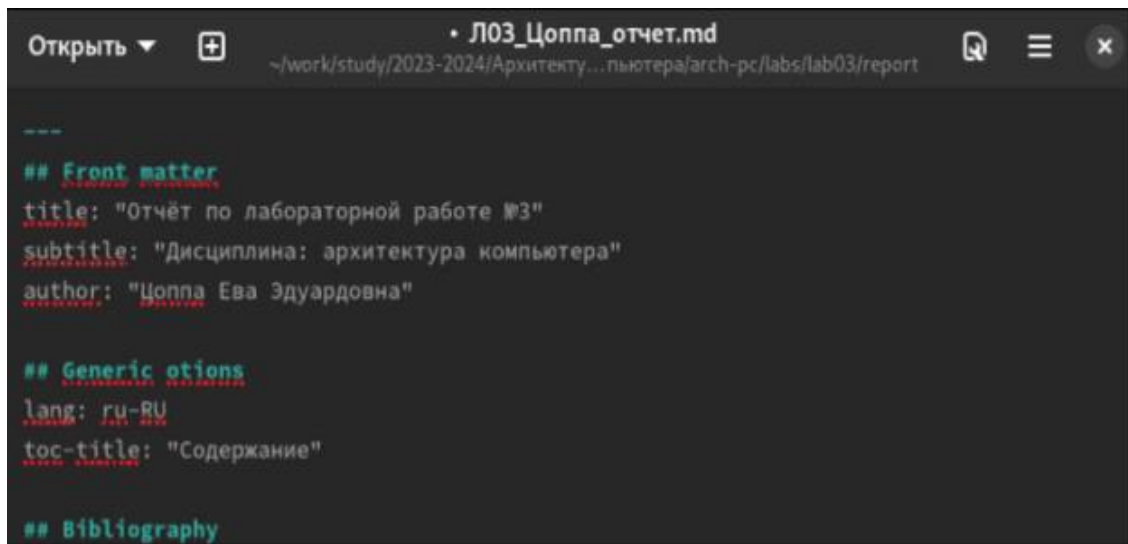 Открыть
• Л03_Цоппа_отчет.md
~/work/study/2023-2024/Архитекту…пьютера/arch-pc/labs/lab03/report
---
## Front matter
title: "Отчёт по лабораторной работе №3"
subtitle: "Дисциплина: архитектура компьютера"
author: "Цоппа Ева Эдуардовна"
## Generic otions
lang: ru-RU
toc-title: "Содержание"
## Bibliography